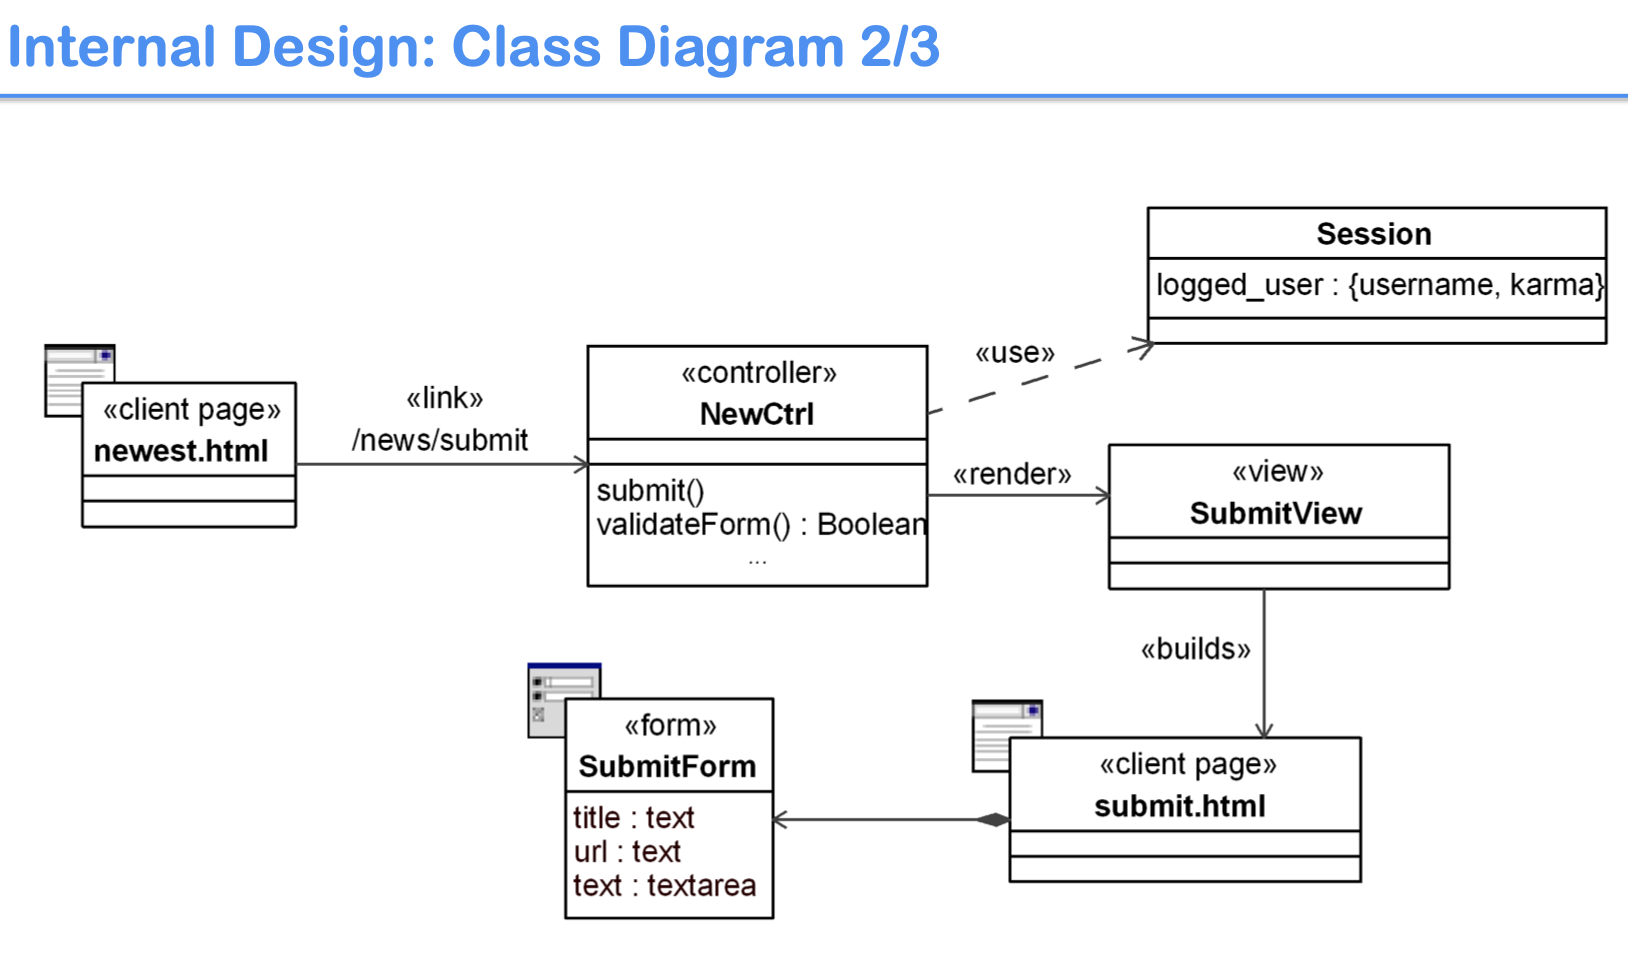 Internal Design: Class Diagram 2/3
Session
logged_user : {username, karma}
«use»
«client page»
newest.html
«link»
/news/submit
«controller»
NewCtrl
submit()
validateForm() : Boolean
...
«render»
«view»
SubmitView
«builds»
«form»
SubmitForm
title : text
url : text
text : textarea
«client page»
submit.html